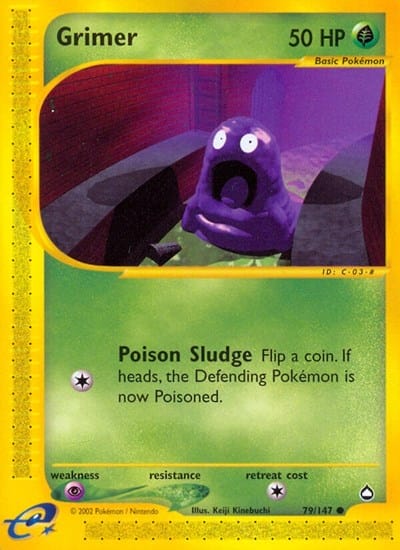 Grimer 50 HP
Basic Pokémon
ID: C-03-#
Poison Sludge Flip a coin. If
heads, the Defending Pokémon is
now Poisoned.
weakness resistance retreat cost
© 2002 Pokémon / Nintendo Illus. Keiji Kinebuchi 79/147
e